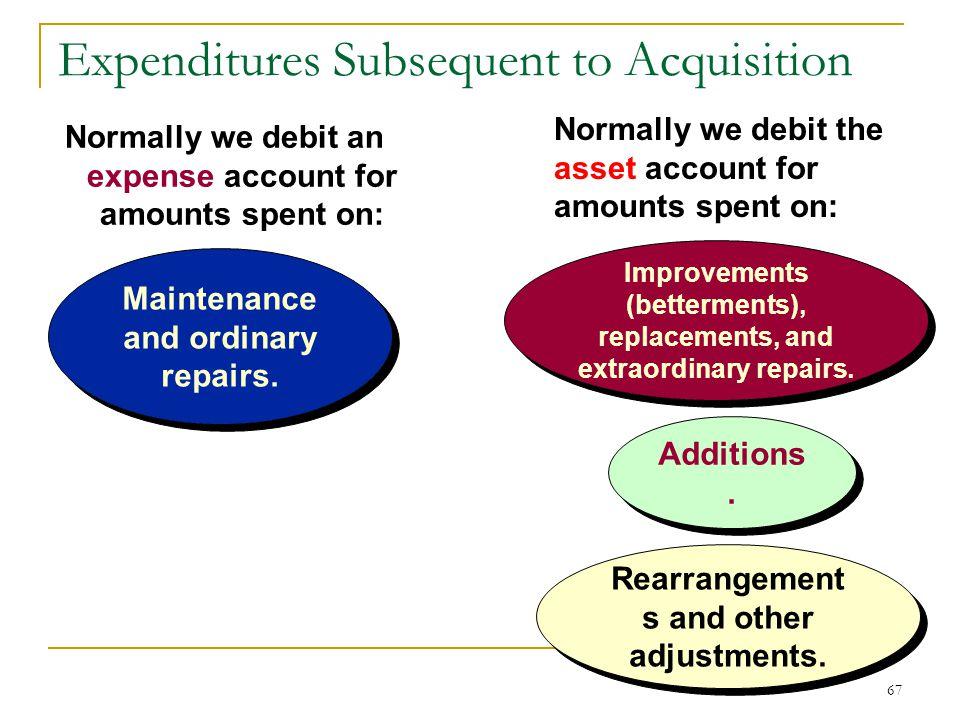 Expenditures Subsequent to Acquisition
Normally we debit an
expense account for
amounts spent on:
Maintenance
and ordinary
repairs.
Normally we debit the
asset account for
amounts spent on:
Improvements
(betterments),
replacements, and
extraordinary repairs.
Additions
.
Rearrangement
s and other
adjustments.
67